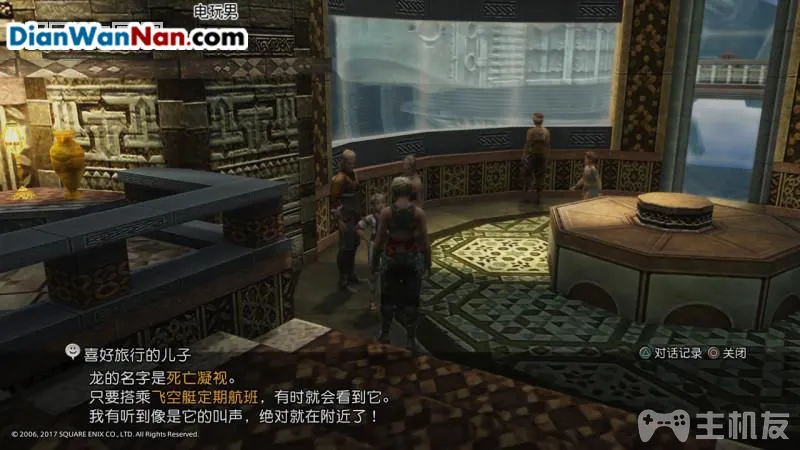 电玩男
DianWanNan.com
喜好旅行的儿子
对话记录 关闭
龙的名字是死亡凝视。
只要搭乘飞空艇定期航班，有时就会看到它。
我有听到像是它的叫声，绝对就在附近了！
© 2006, 2017 SQUARE ENIX CO., LTD. All Rights Reserved.
主机友